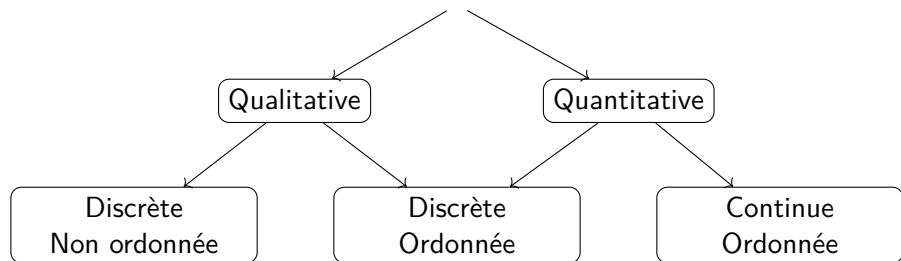 Qualitative
Quantitative
Discrète
Non ordonnée
Discrète
Ordonnée
Continue
Ordonnée